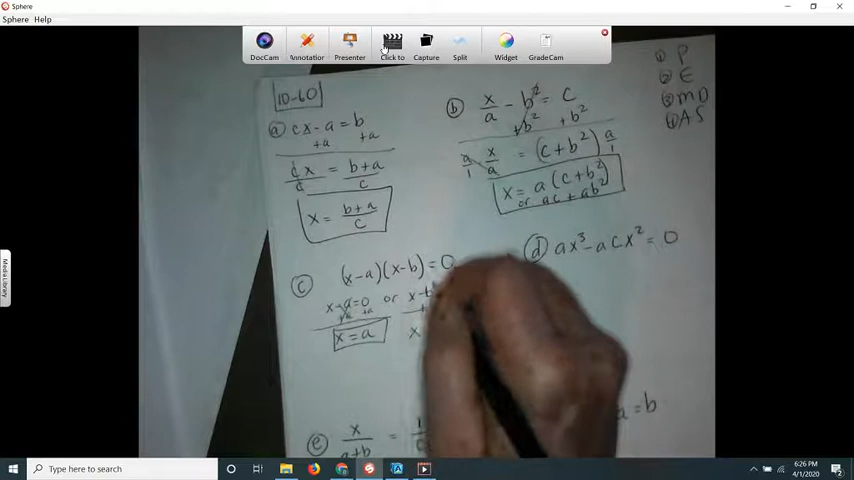 Sphere
Sphere Help
DocCam Annotation Presenter Click to Capture Split Widget GradeCam
Media Library
10-60
① P
② E
③ MD
④ AS
ⓐ cx - a = b
+a +a
cx/c = (b+a)/c
x = (b+a)/c
ⓑ x/a - b² = c
+b² +b²
a/1 · x/a = (c+b²) a/1
x = a(c+b²)
or ac + ab²
ⓒ (x-a)(x-b) = 0
x-a=0 or x-b
+a +a +
x = a x
ⓓ ax³ - acx² = 0
ⓔ x/(a+b) =
a = b
Type here to search
6:26 PM
4/1/2020